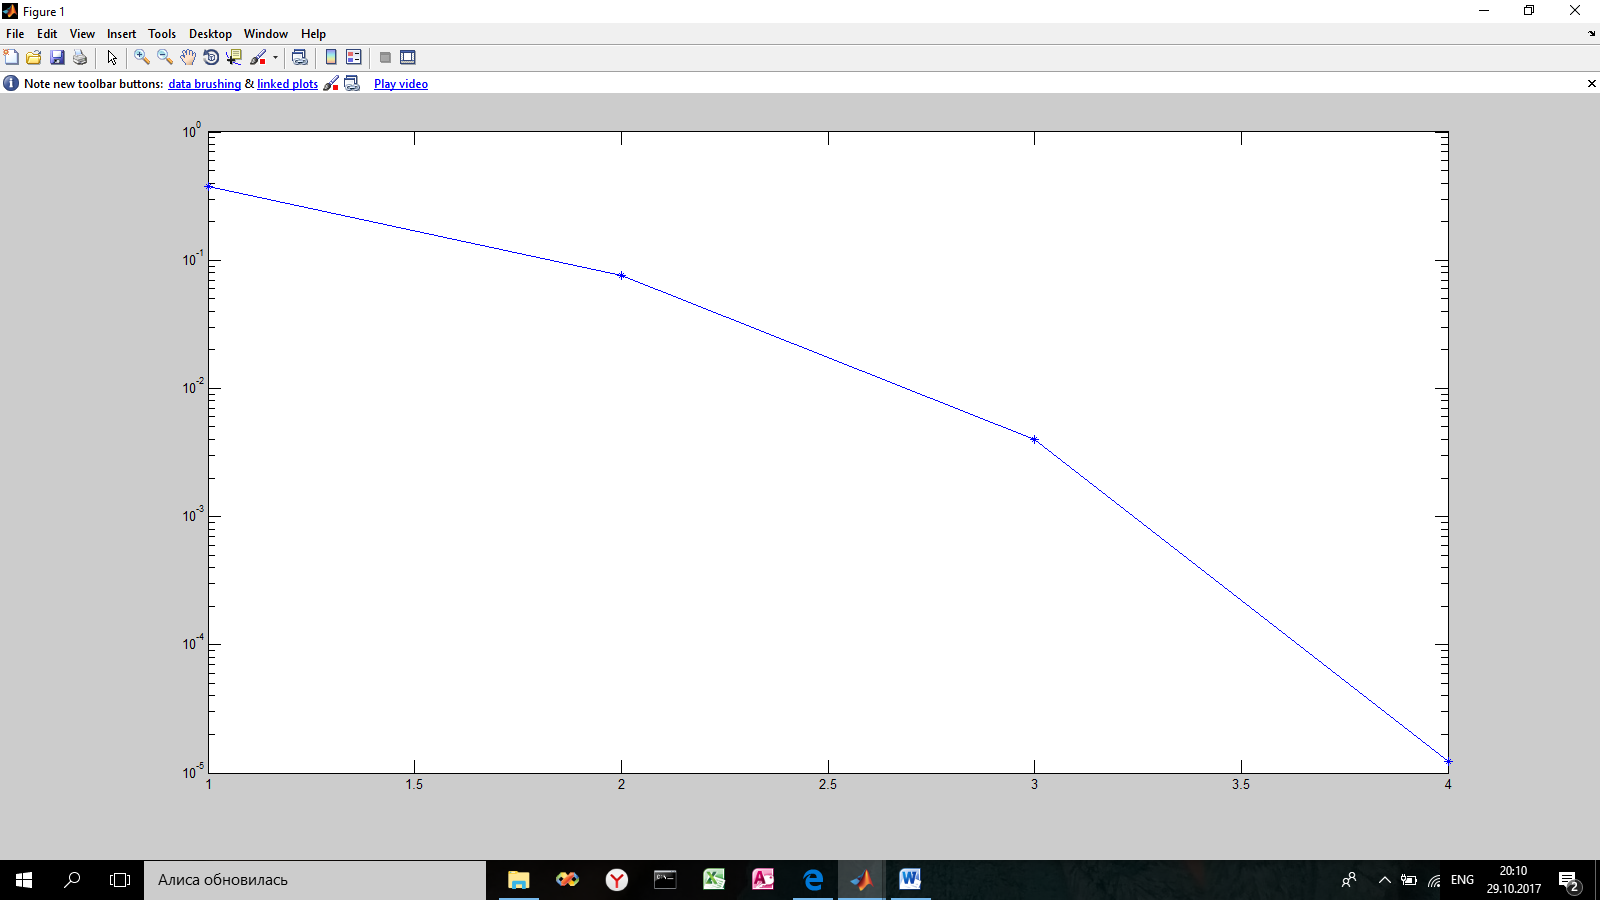 Figure 1
File Edit View Insert Tools Desktop Window Help
Note new toolbar buttons: data brushing & linked plots Play video
10^0
10^-1
10^-2
10^-3
10^-4
10^-5
1 1.5 2 2.5 3 3.5 4
Алиса обновилась
ENG
20:10
29.10.2017
2